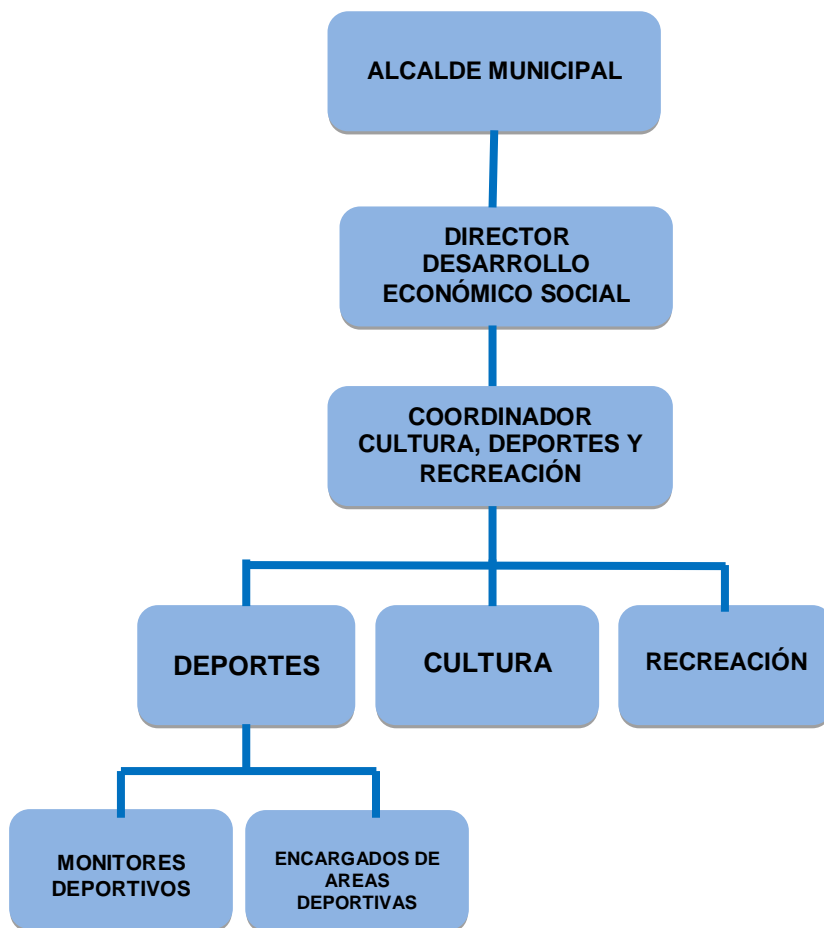 ALCALDE MUNICIPAL
DIRECTOR
DESARROLLO
ECONÓMICO SOCIAL
COORDINADOR
CULTURA, DEPORTES Y
RECREACIÓN
DEPORTES
CULTURA
RECREACIÓN
MONITORES
DEPORTIVOS
ENCARGADOS DE
AREAS
DEPORTIVAS